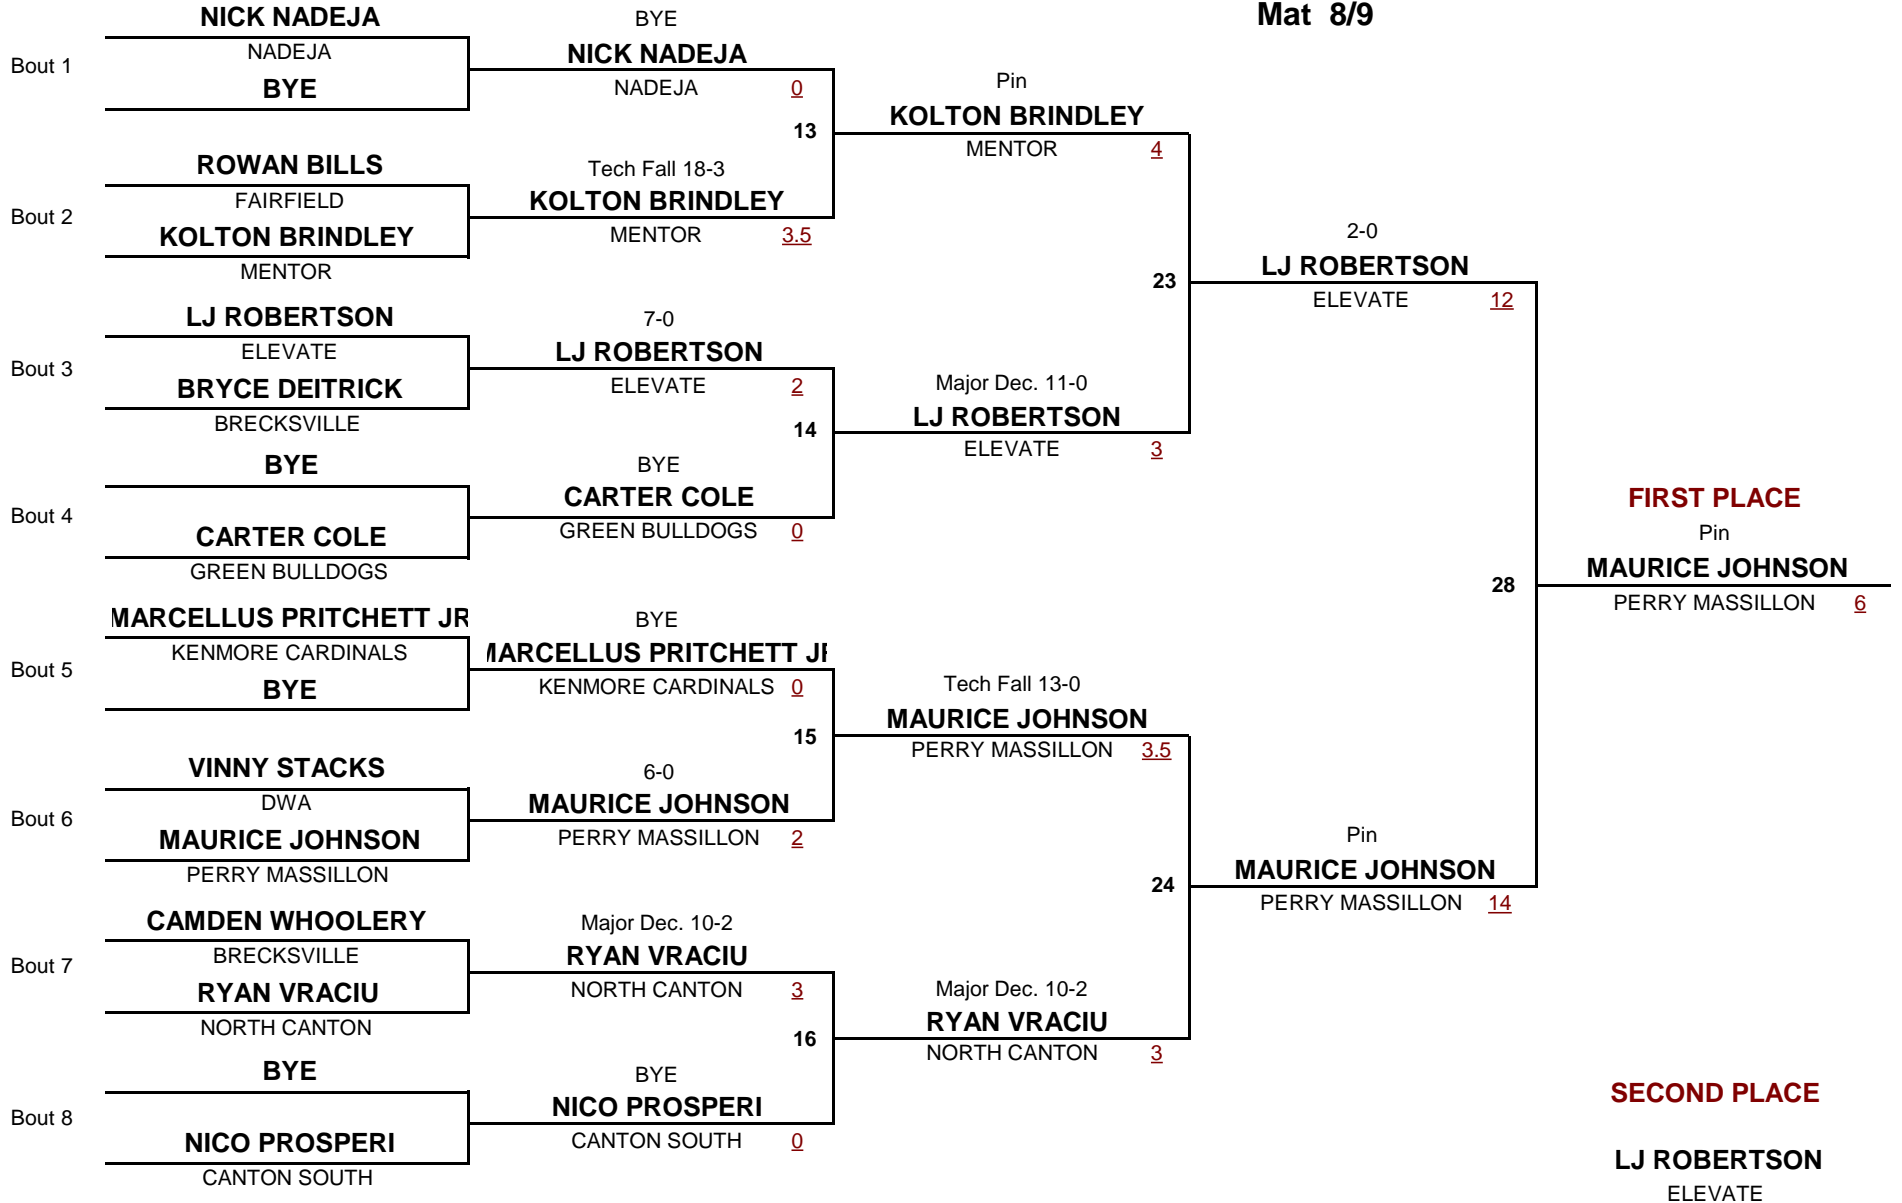 Mat 8/9
Bout 1
NICK NADEJA
NADEJA
BYE
Bout 2
ROWAN BILLS
FAIRFIELD
KOLTON BRINDLEY
MENTOR
Bout 3
LJ ROBERTSON
ELEVATE
BRYCE DEITRICK
BRECKSVILLE
Bout 4
BYE
CARTER COLE
GREEN BULLDOGS
Bout 5
MARCELLUS PRITCHETT JR
KENMORE CARDINALS
BYE
Bout 6
VINNY STACKS
DWA
MAURICE JOHNSON
PERRY MASSILLON
Bout 7
CAMDEN WHOOLERY
BRECKSVILLE
RYAN VRACIU
NORTH CANTON
Bout 8
BYE
NICO PROSPERI
CANTON SOUTH
BYE
NICK NADEJA
NADEJA 0
13
Tech Fall 18-3
KOLTON BRINDLEY
MENTOR 3.5
7-0
LJ ROBERTSON
ELEVATE 2
14
BYE
CARTER COLE
GREEN BULLDOGS 0
BYE
MARCELLUS PRITCHETT JR
KENMORE CARDINALS 0
15
6-0
MAURICE JOHNSON
PERRY MASSILLON 2
Major Dec. 10-2
RYAN VRACIU
NORTH CANTON 3
16
BYE
NICO PROSPERI
CANTON SOUTH 0
Pin
KOLTON BRINDLEY
MENTOR 4
23
Major Dec. 11-0
LJ ROBERTSON
ELEVATE 3
Tech Fall 13-0
MAURICE JOHNSON
PERRY MASSILLON 3.5
24
Major Dec. 10-2
RYAN VRACIU
NORTH CANTON 3
2-0
LJ ROBERTSON
ELEVATE 12
28
Pin
MAURICE JOHNSON
PERRY MASSILLON 14
FIRST PLACE
Pin
MAURICE JOHNSON
PERRY MASSILLON 6
SECOND PLACE
LJ ROBERTSON
ELEVATE